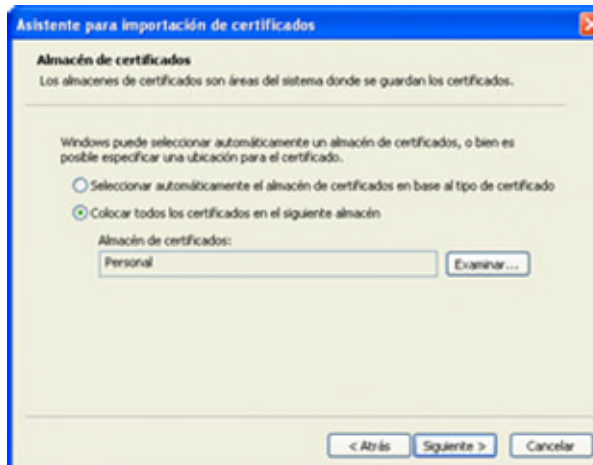 Asistente para importación de certificados
Almacén de certificados
Los almacenes de certificados son áreas del sistema donde se guardan los certificados.
Windows puede seleccionar automáticamente un almacén de certificados, o bien es
posible especificar una ubicación para el certificado.
Seleccionar automáticamente el almacén de certificados en base al tipo de certificado
Colocar todos los certificados en el siguiente almacén
Almacén de certificados:
Personal
Examinar...
< Atrás
Siguiente >
Cancelar